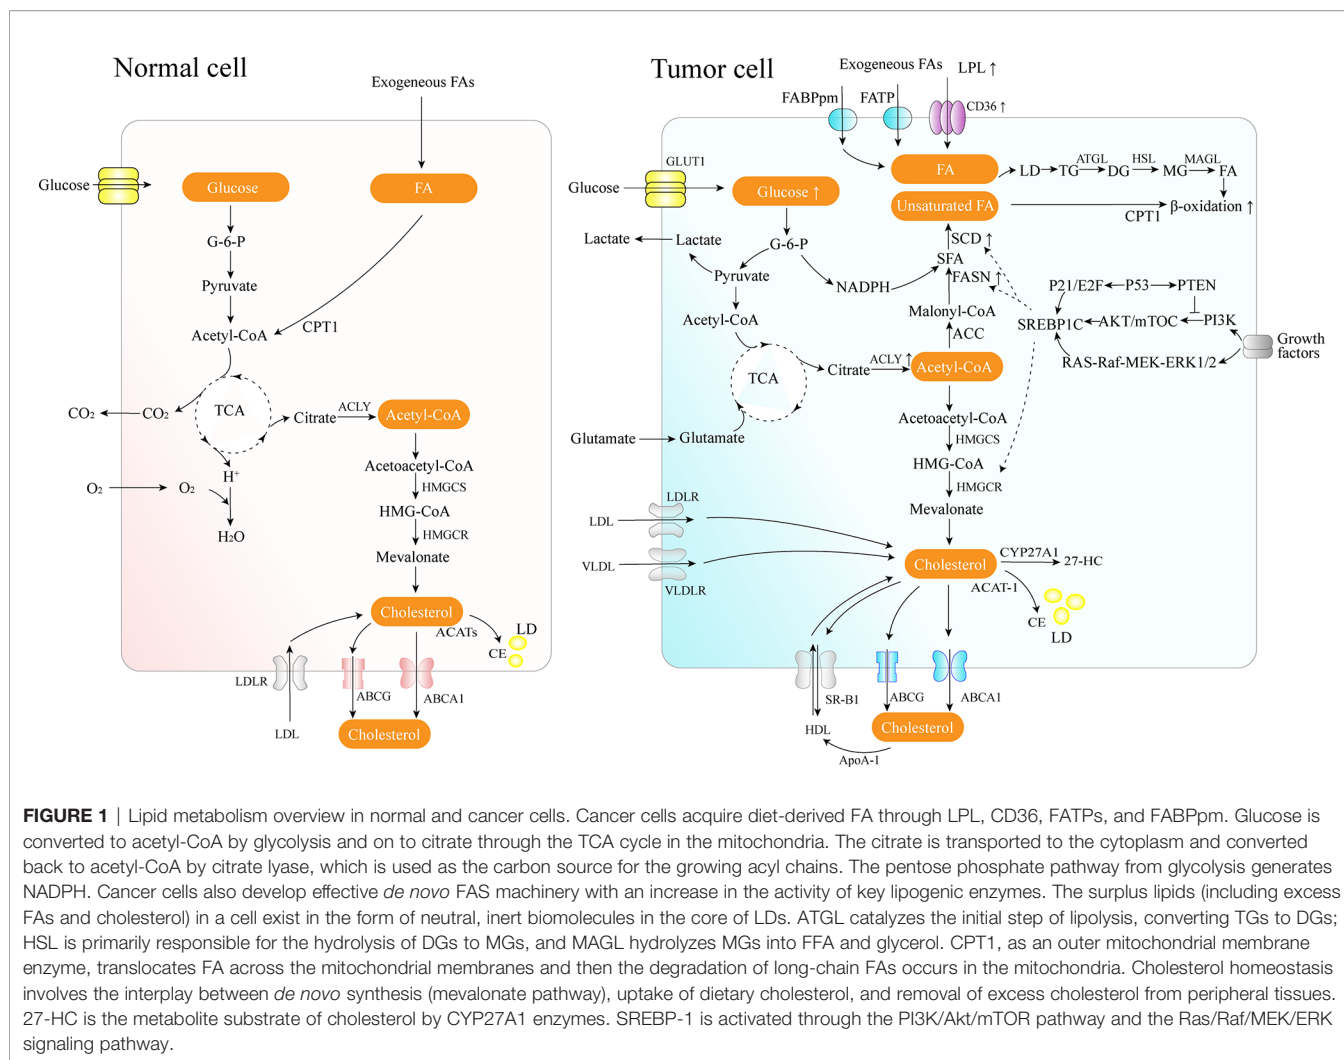 Normal cell
Exogeneous FAs
Glucose
Glucose
FA
G-6-P
Pyruvate
Acetyl-CoA
CPT1
TCA
CO2
CO2
Citrate
ACLY
Acetyl-CoA
Acetoacetyl-CoA
HMGCS
HMG-CoA
HMGCR
Mevalonate
H+
O2
O2
H2O
Cholesterol
ACATs
CE
LD
LDLR
ABCG
ABCA1
LDL
Cholesterol
Tumor cell
Exogeneous FAs
LPL ↑
FABPpm
FATP
CD36 ↑
GLUT1
Glucose
Glucose ↑
FA
LD
TG
ATGL
DG
HSL
MG
MAGL
FA
Unsaturated FA
CPT1
β-oxidation ↑
Lactate
Lactate
G-6-P
SCD ↑
SFA
FASN ↑
Pyruvate
NADPH
Malonyl-CoA
ACC
P21/E2F
P53
PTEN
SREBP1C
AKT/mTOC
PI3K
RAS-Raf-MEK-ERK1/2
Growth
factors
Acetyl-CoA
TCA
Citrate
ACLY ↑
Acetyl-CoA
Glutamate
Glutamate
Acetoacetyl-CoA
HMGCS
HMG-CoA
HMGCR
Mevalonate
LDLR
LDL
VLDL
VLDLR
Cholesterol
CYP27A1
27-HC
ACAT-1
CE
LD
SR-B1
ABCG
ABCA1
HDL
Cholesterol
ApoA-1
FIGURE 1 | Lipid metabolism overview in normal and cancer cells. Cancer cells acquire diet-derived FA through LPL, CD36, FATPs, and FABPpm. Glucose is
converted to acetyl-CoA by glycolysis and on to citrate through the TCA cycle in the mitochondria. The citrate is transported to the cytoplasm and converted
back to acetyl-CoA by citrate lyase, which is used as the carbon source for the growing acyl chains. The pentose phosphate pathway from glycolysis generates
NADPH. Cancer cells also develop effective de novo FAS machinery with an increase in the activity of key lipogenic enzymes. The surplus lipids (including excess
FAs and cholesterol) in a cell exist in the form of neutral, inert biomolecules in the core of LDs. ATGL catalyzes the initial step of lipolysis, converting TGs to DGs;
HSL is primarily responsible for the hydrolysis of DGs to MGs, and MAGL hydrolyzes MGs into FFA and glycerol. CPT1, as an outer mitochondrial membrane
enzyme, translocates FA across the mitochondrial membranes and then the degradation of long-chain FAs occurs in the mitochondria. Cholesterol homeostasis
involves the interplay between de novo synthesis (mevalonate pathway), uptake of dietary cholesterol, and removal of excess cholesterol from peripheral tissues.
27-HC is the metabolite substrate of cholesterol by CYP27A1 enzymes. SREBP-1 is activated through the PI3K/Akt/mTOR pathway and the Ras/Raf/MEK/ERK
signaling pathway.